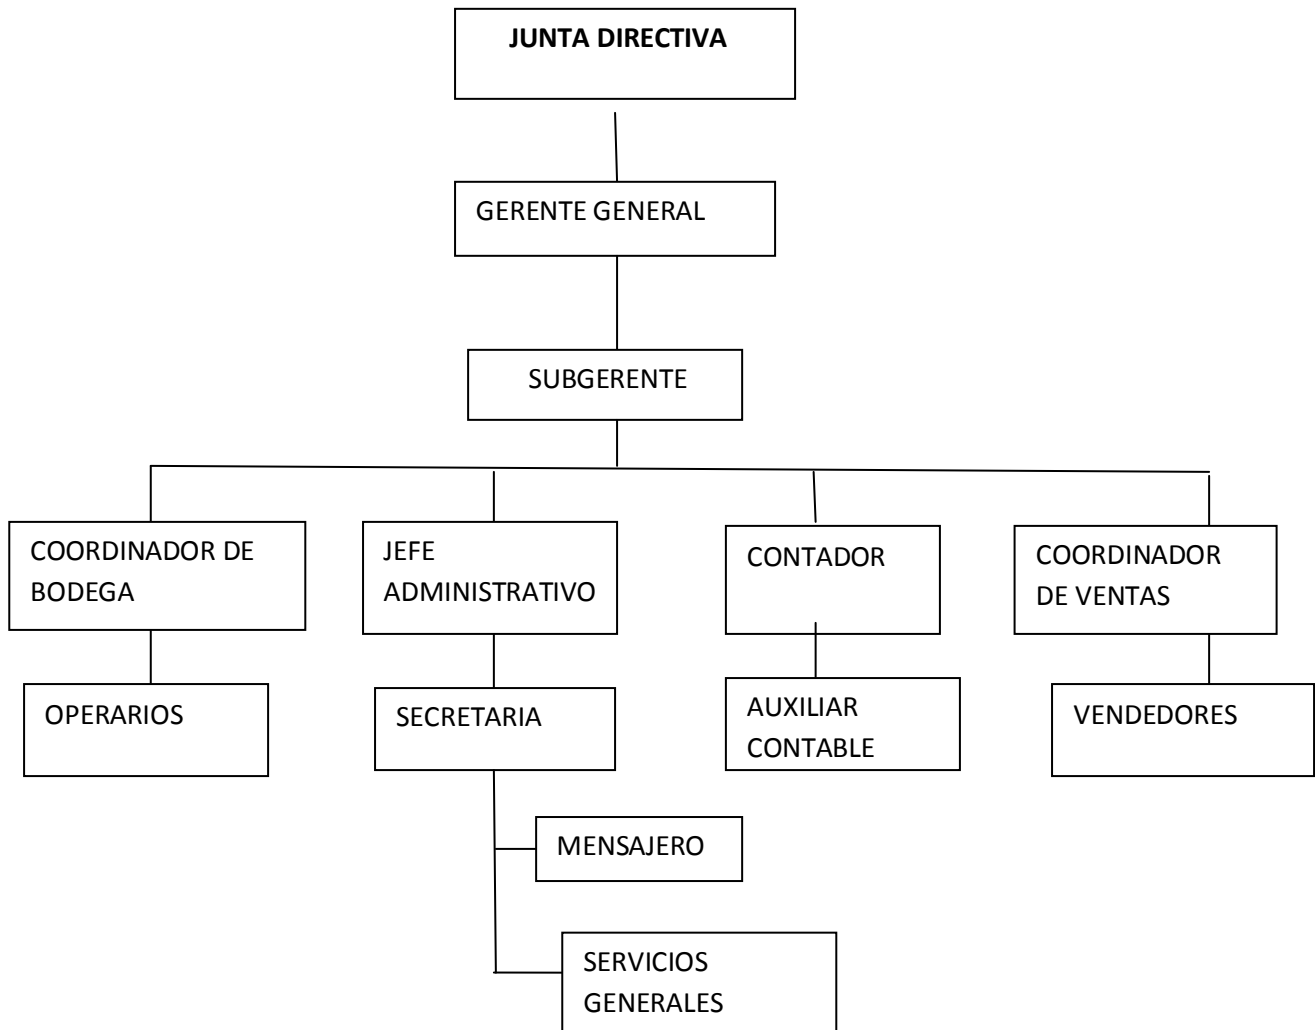 JUNTA DIRECTIVA
GERENTE GENERAL
SUBGERENTE
COORDINADOR DE
BODEGA
JEFE
ADMINISTRATIVO
CONTADOR
COORDINADOR
DE VENTAS
OPERARIOS
SECRETARIA
AUXILIAR
CONTABLE
VENDEDORES
MENSAJERO
SERVICIOS
GENERALES